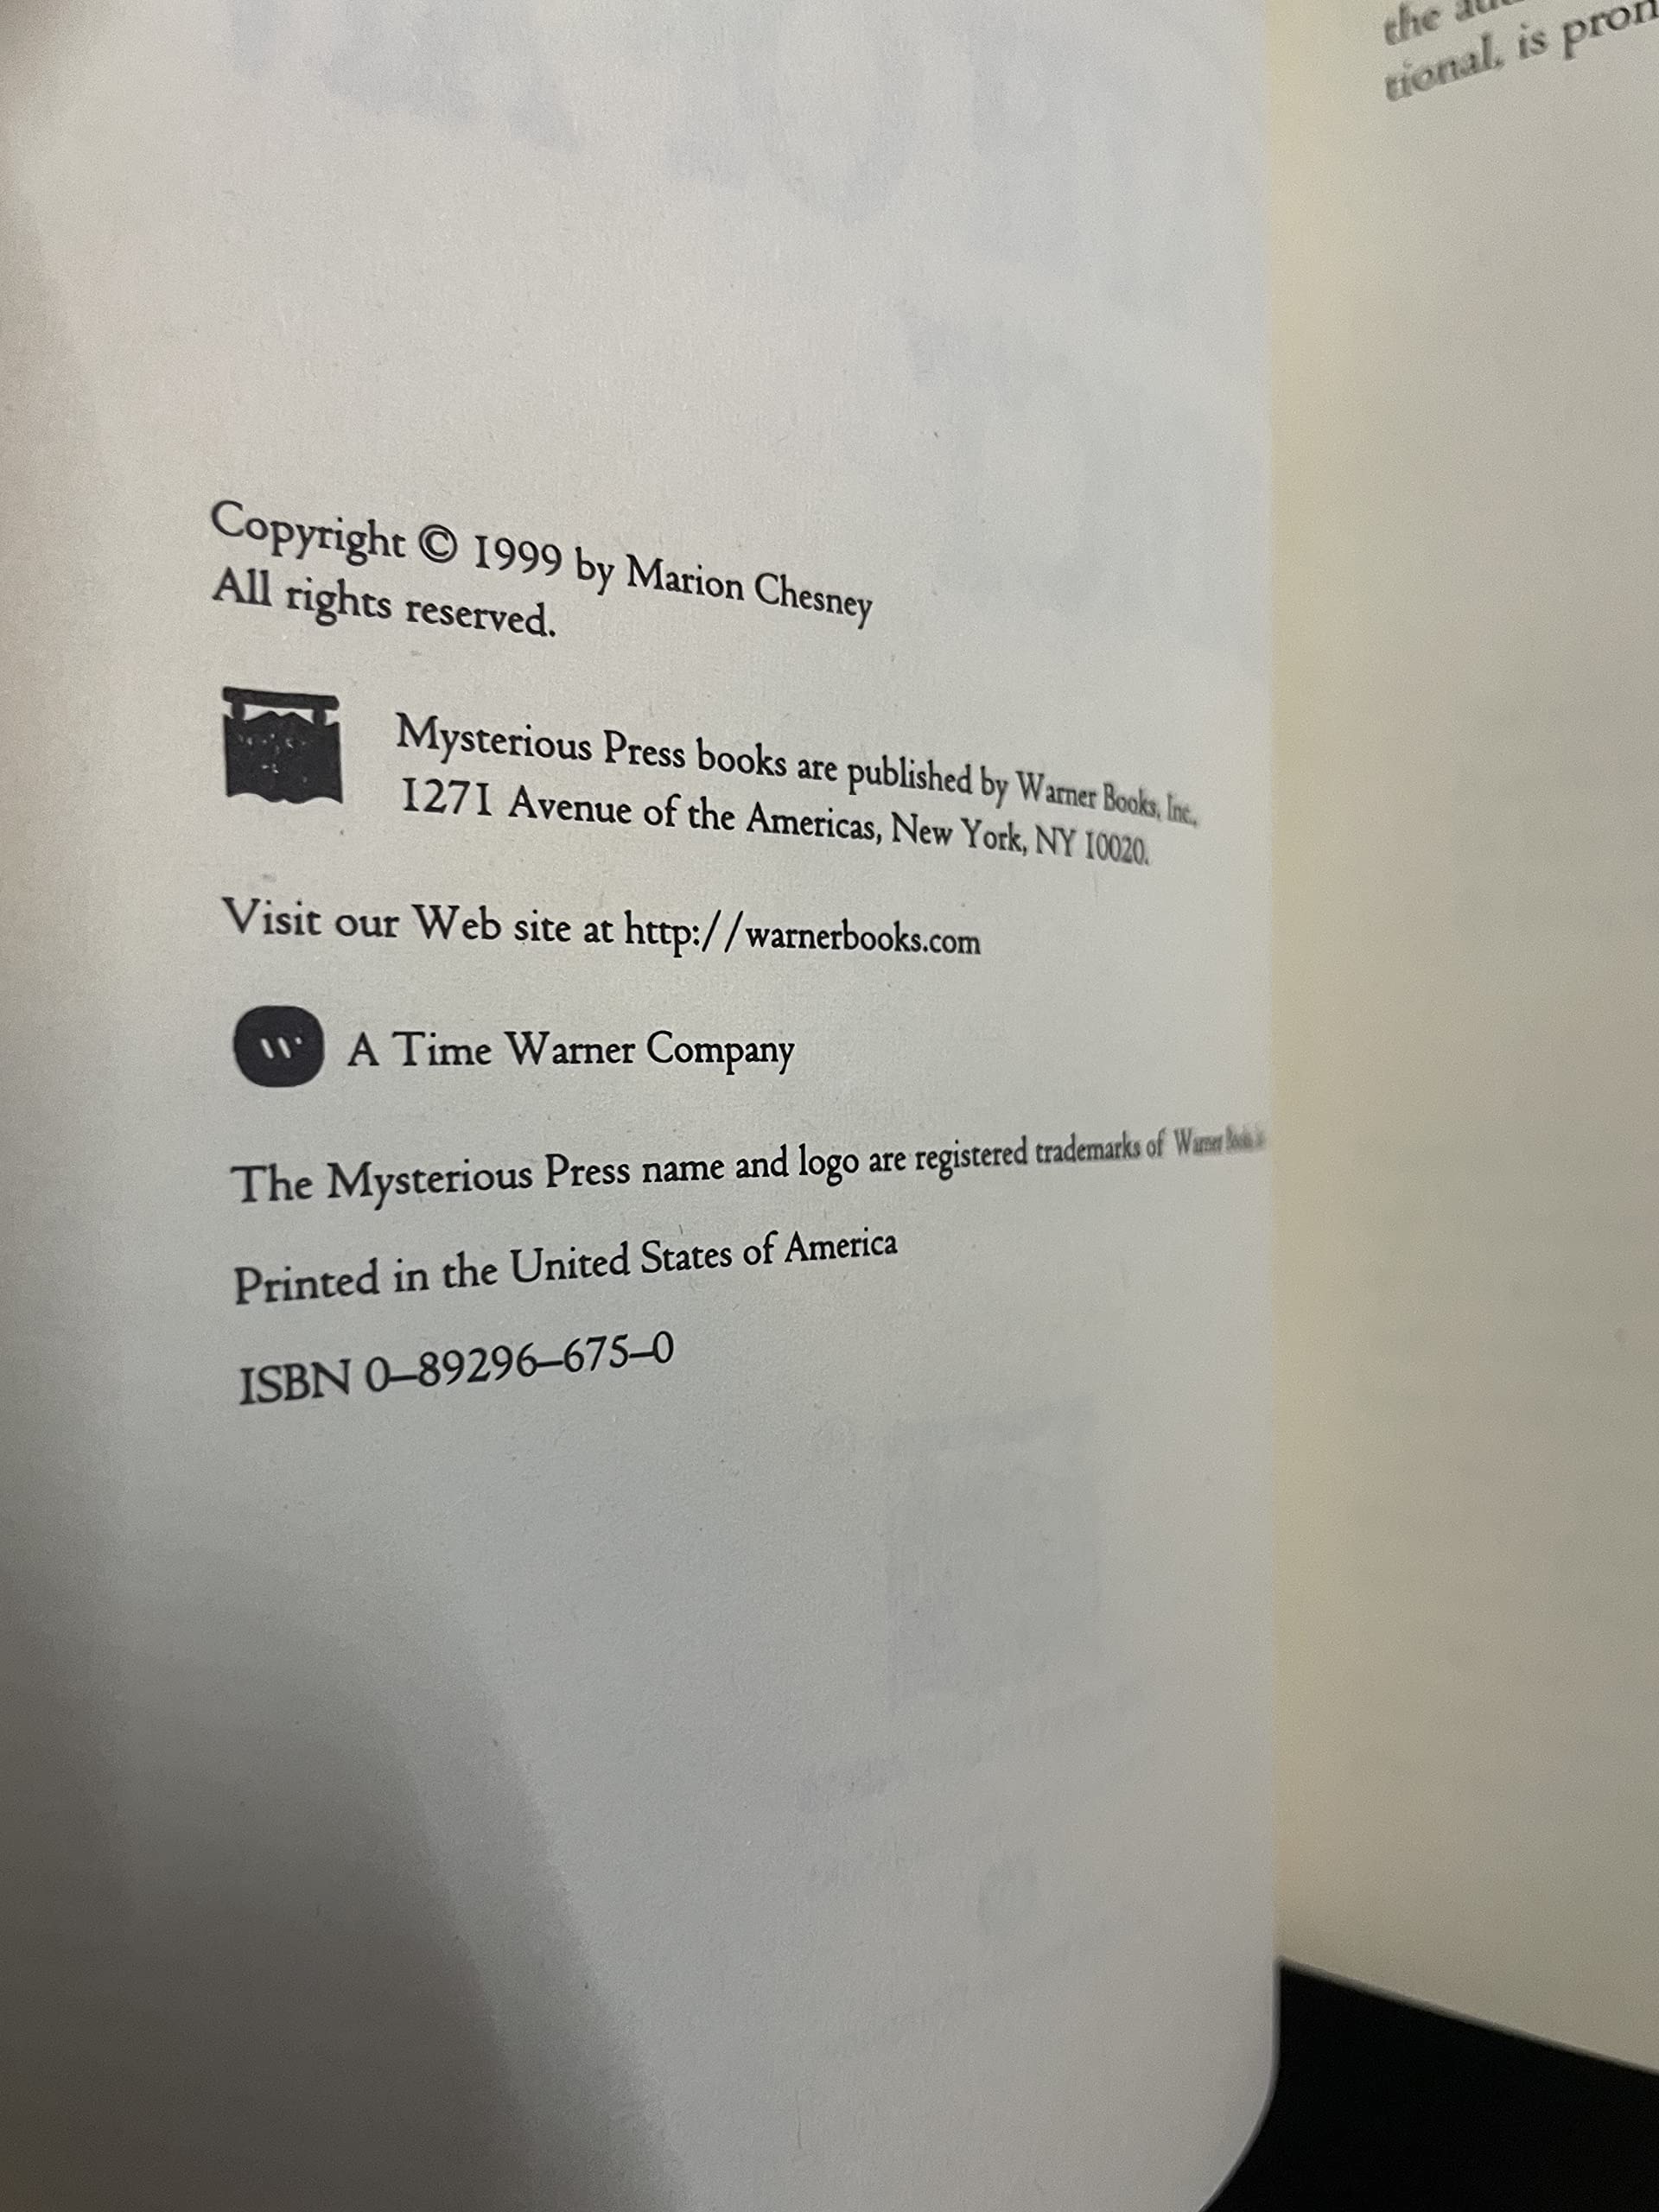 Copyright © 1999 by Marion Chesney
All rights reserved.
Mysterious Press books are published by Warner Books, Inc.,
1271 Avenue of the Americas, New York, NY 10020.
Visit our Web site at http://warnerbooks.com
W A Time Warner Company
The Mysterious Press name and logo are registered trademarks of Warner Books
Printed in the United States of America
ISBN 0–89296–675–0
the
tional, is